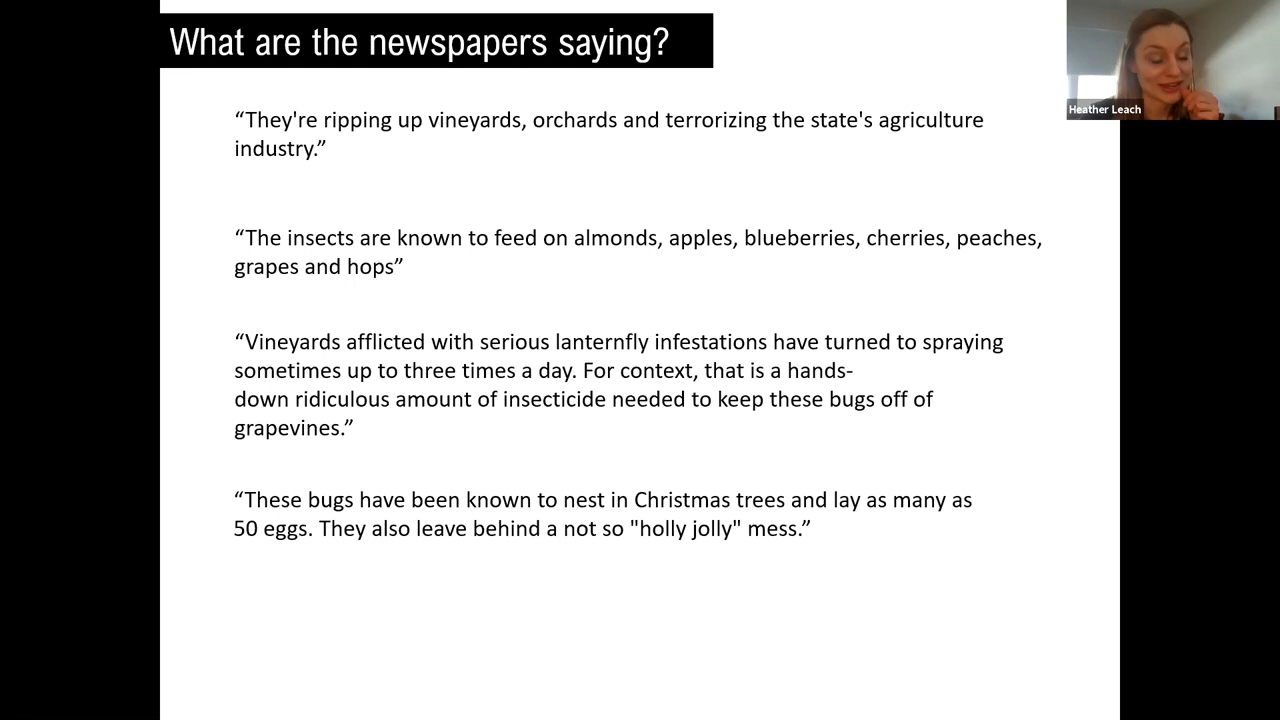 What are the newspapers saying?
Heather Leach
“They're ripping up vineyards, orchards and terrorizing the state's agriculture
industry.”
“The insects are known to feed on almonds, apples, blueberries, cherries, peaches,
grapes and hops”
“Vineyards afflicted with serious lanternfly infestations have turned to spraying
sometimes up to three times a day. For context, that is a hands-
down ridiculous amount of insecticide needed to keep these bugs off of
grapevines.”
“These bugs have been known to nest in Christmas trees and lay as many as
50 eggs. They also leave behind a not so "holly jolly" mess.”